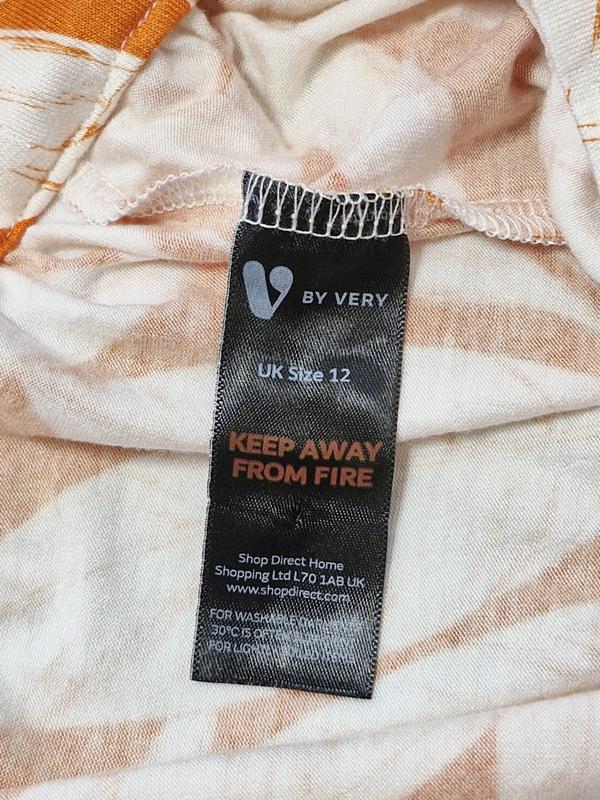 V BY VERY
UK Size 12
KEEP AWAY
FROM FIRE
Shop Direct Home
Shopping Ltd L70 1AB UK
www.shopdirect.com
FOR WASHABLE
30°C IS
FOR